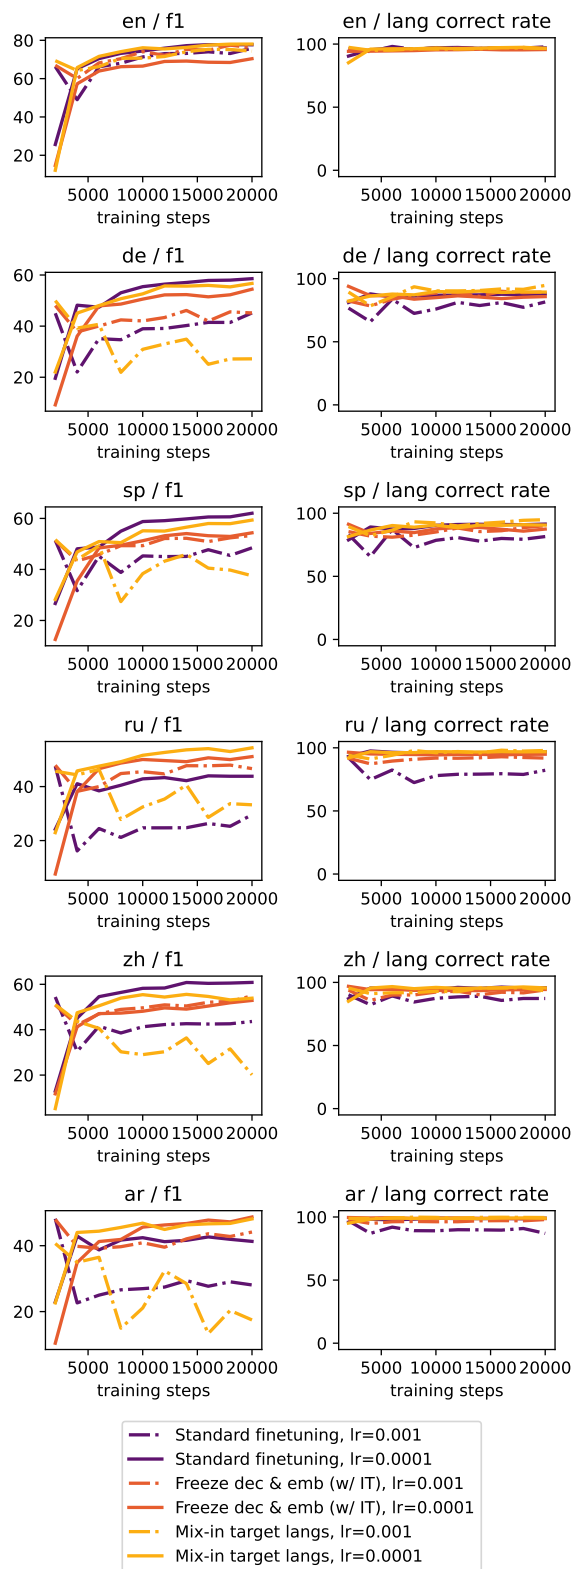 en / f1
en / lang correct rate
80
60
40
20
100
50
0
5000 10000 15000 20000
5000 10000 15000 20000
training steps
training steps
de / f1
de / lang correct rate
60
40
20
100
50
0
5000 10000 15000 20000
5000 10000 15000 20000
training steps
training steps
sp / f1
sp / lang correct rate
60
40
20
100
50
0
5000 10000 15000 20000
5000 10000 15000 20000
training steps
training steps
ru / f1
ru / lang correct rate
40
20
100
50
0
5000 10000 15000 20000
5000 10000 15000 20000
training steps
training steps
zh / f1
zh / lang correct rate
60
40
20
100
50
0
5000 10000 15000 20000
5000 10000 15000 20000
training steps
training steps
ar / f1
ar / lang correct rate
40
20
100
50
0
5000 10000 15000 20000
5000 10000 15000 20000
training steps
training steps
Standard finetuning, lr=0.001
Standard finetuning, lr=0.0001
Freeze dec & emb (w/ IT), lr=0.001
Freeze dec & emb (w/ IT), lr=0.0001
Mix-in target langs, lr=0.001
Mix-in target langs, lr=0.0001